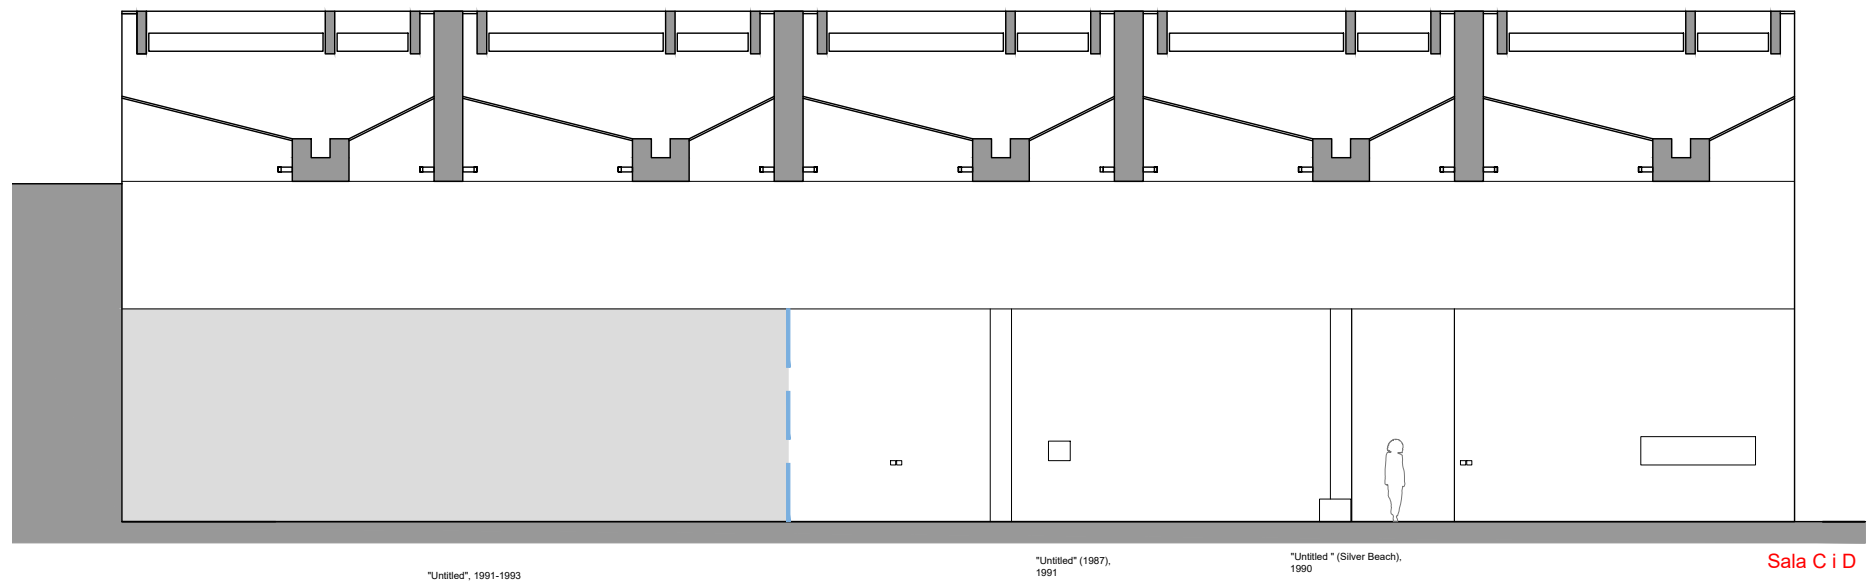 "Untitled" (1987),
1991
"Untitled " (Silver Beach),
1990
Sala C i D
"Untitled", 1991-1993